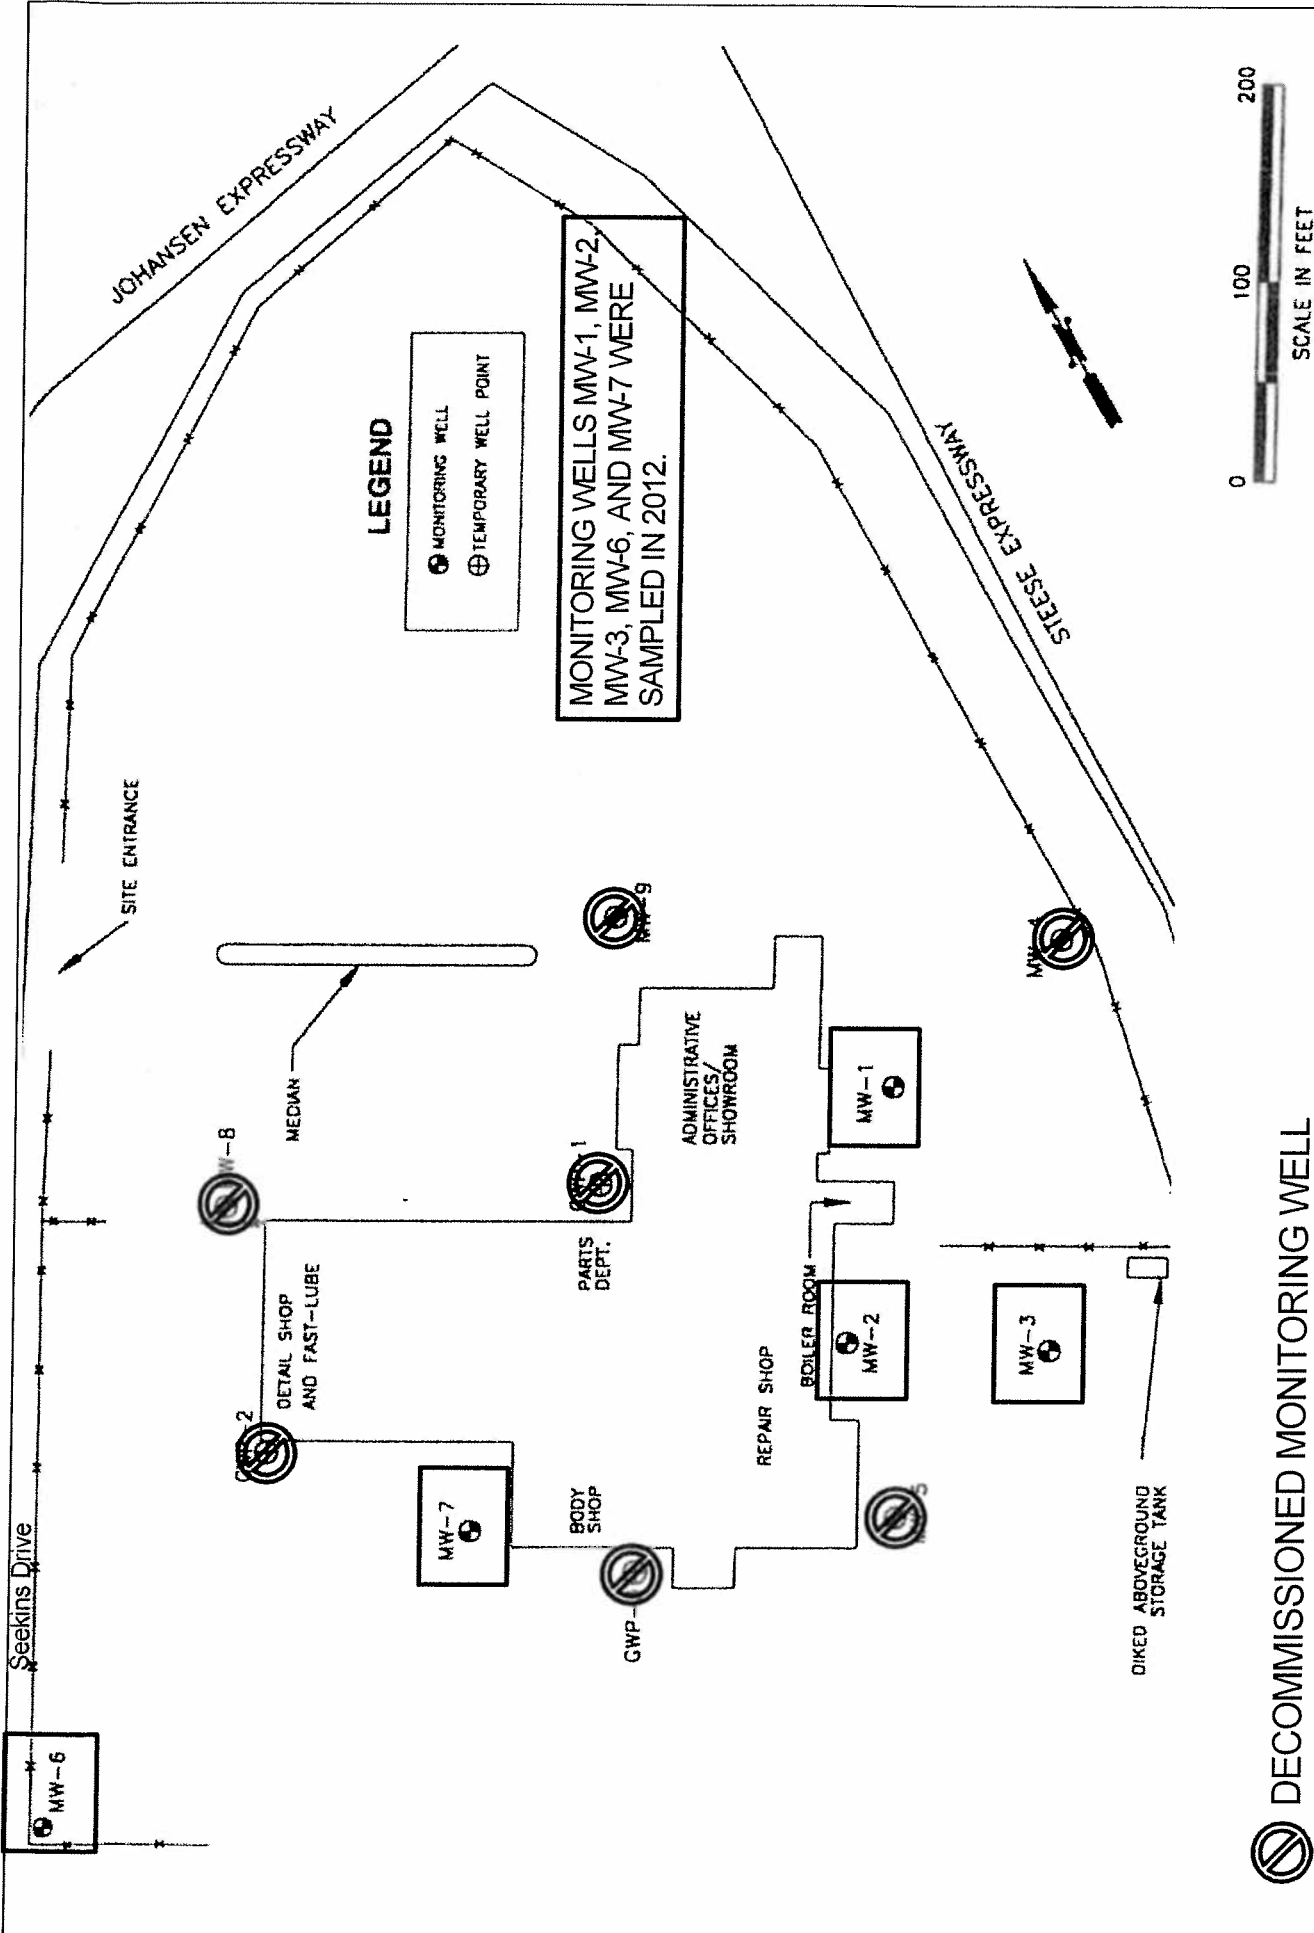 Seekins Drive
JOHANSEN EXPRESSWAY
SITE ENTRANCE
LEGEND
MONITORING WELL
TEMPORARY WELL POINT
MONITORING WELLS MW-1, MW-2,
MW-3, MW-6, AND MW-7 WERE
SAMPLED IN 2012.
STEESE EXPRESSWAY
MEDIAN
MW-6
DETAIL SHOP
AND FAST-LUBE
MW-7
BODY
SHOP
PARTS
DEPT.
ADMINISTRATIVE
OFFICES/
SHOWROOM
REPAIR SHOP
BOILER ROOM
MW-1
MW-2
MW-3
DIKED ABOVEGROUND
STORAGE TANK
0 100 200
SCALE IN FEET
DECOMMISSIONED MONITORING WELL